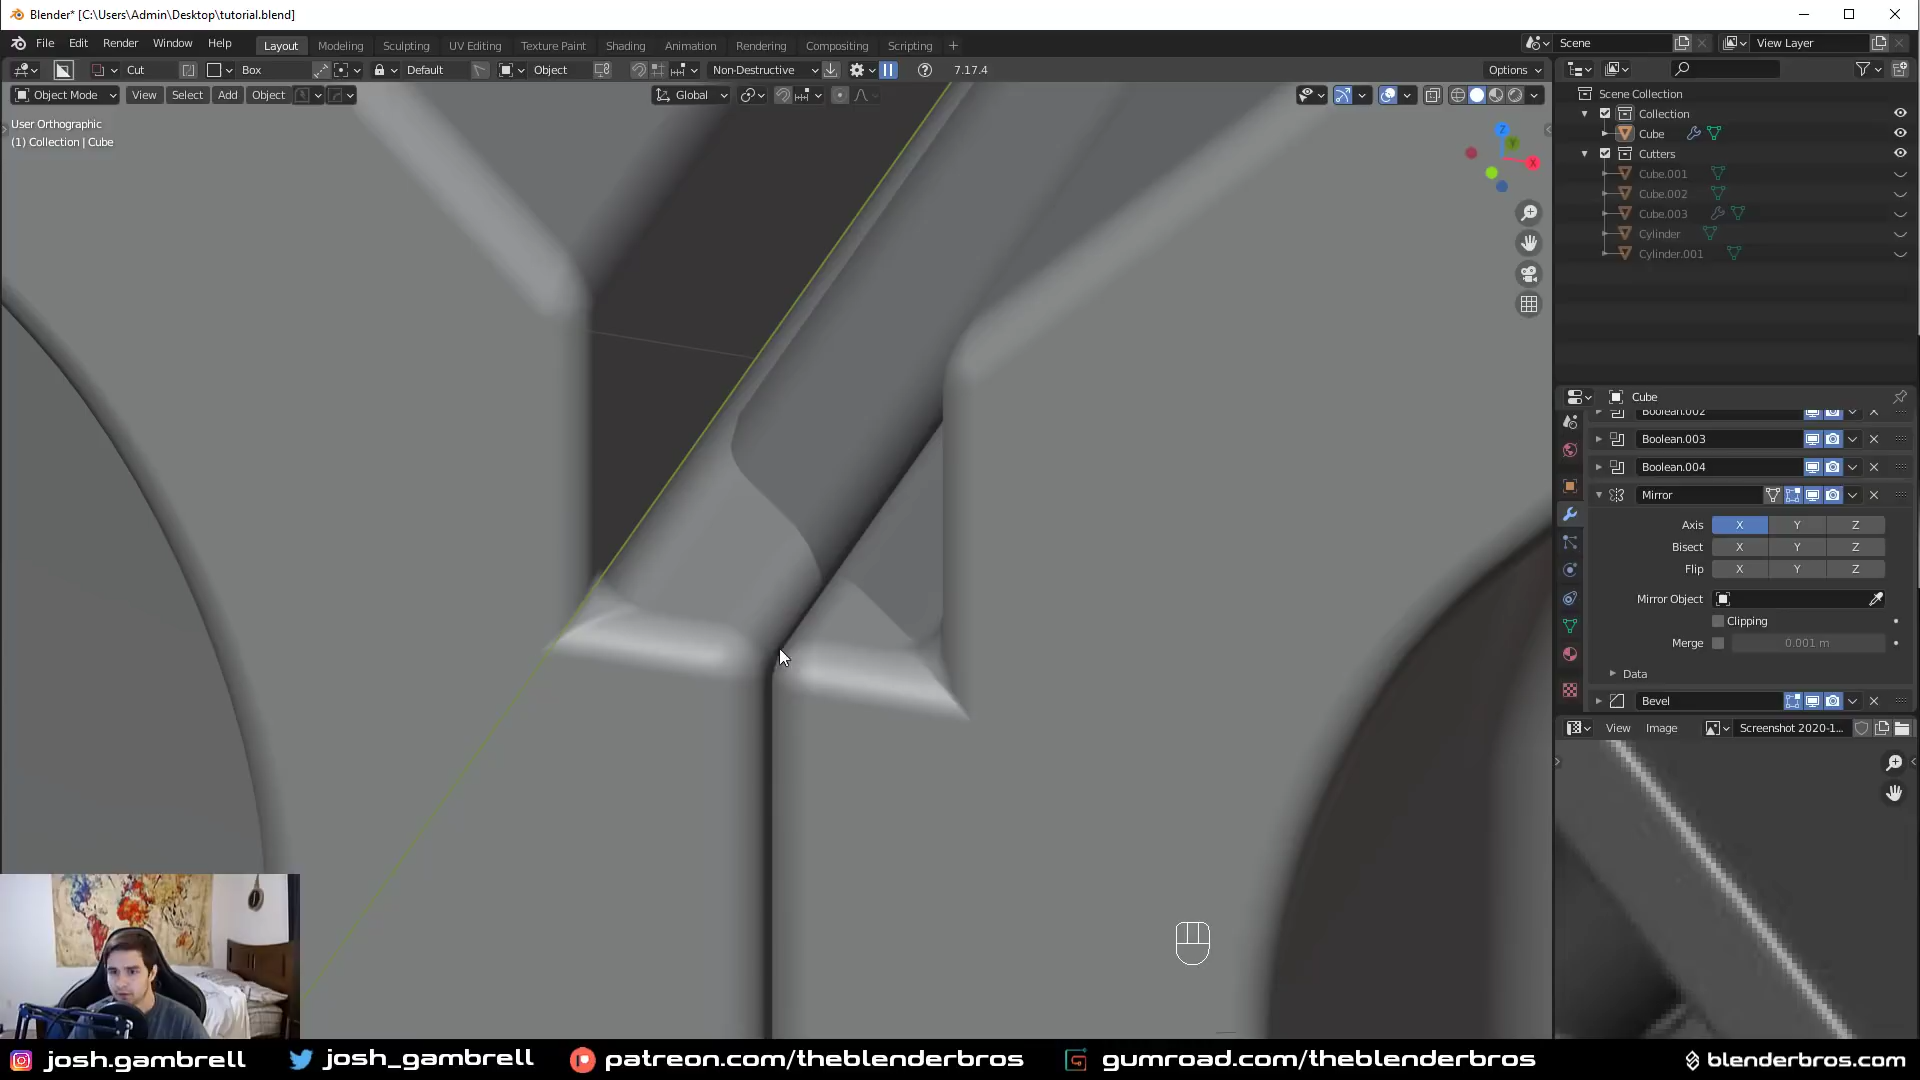 Blender* [C:\Users\Admin\Desktop\tutorial.blend]
File Edit Render Window Help Layout Modeling Sculpting UV Editing Texture Paint Shading Animation Rendering Compositing Scripting + Scene View Layer
Cut Box Default Object Non-Destructive 7.17.4 Options
Object Mode View Select Add Object Global
User Orthographic
(1) Collection | Cube
Z
Y
X
Scene Collection
Collection
Cube
Cutters
Cube.001
Cube.002
Cube.003
Cylinder
Cylinder.001
Cube
Boolean.002
Boolean.003
Boolean.004
Mirror
Axis X Y Z
Bisect X Y Z
Flip X Y Z
Mirror Object
Clipping
Merge 0.001 m
Data
Bevel
View Image Screenshot 2020-1...
josh.gambrell josh_gambrell patreon.com/theblenderbros gumroad.com/theblenderbros blenderbros.com